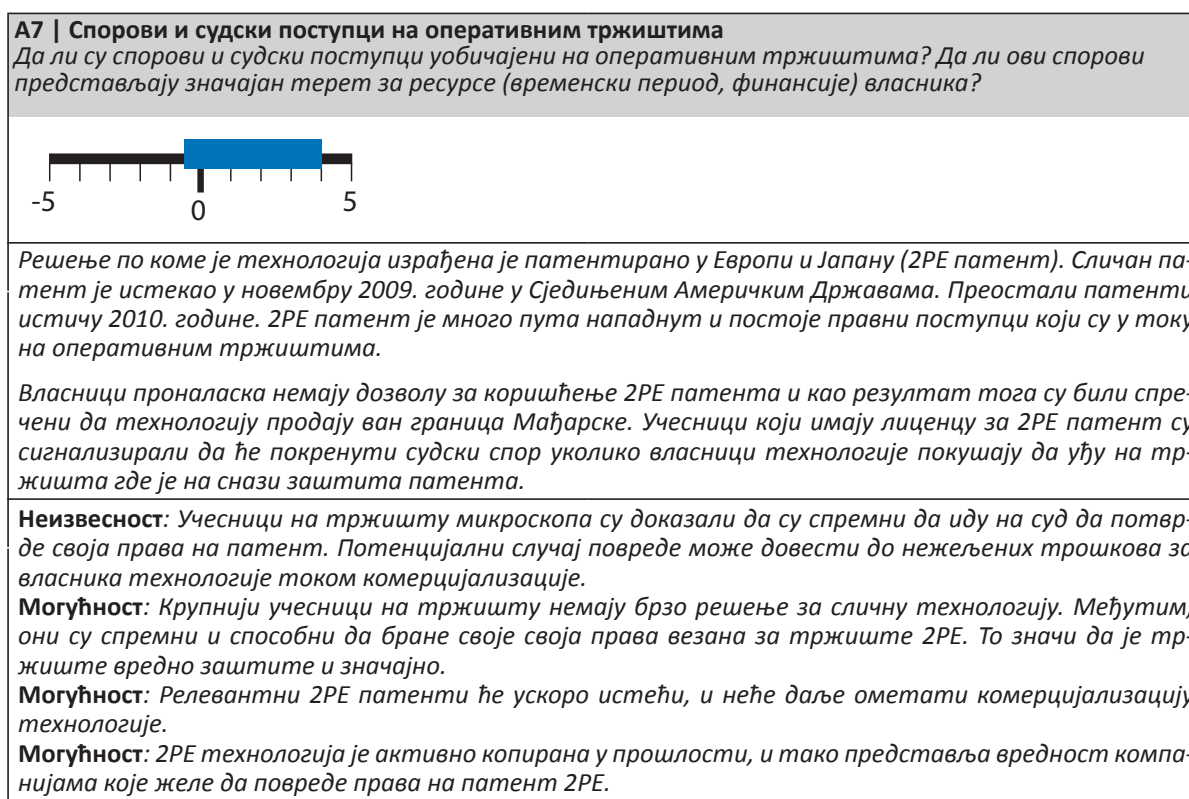 А7 | Спорови и судски поступци на оперативним тржиштима
Да ли су спорови и судски поступци уобичајени на оперативним тржиштима? Да ли ови спорови
представљају значајан терет за ресурсе (временски период, финансије) власника?
-5 0 5
Решење по коме је технологија израђена је патентирано у Европи и Јапану (2PE патент). Сличан па-
тент је истекао у новембру 2009. године у Сједињеним Америчким Државама. Преостали патенти
истичу 2010. године. 2PE патент је много пута нападнут и постоје правни поступци који су у току
на оперативним тржиштима.
Власници проналаска немају дозволу за коришћење 2PE патента и као резултат тога су били спре-
чени да технологију продају ван граница Мађарске. Учесници који имају лиценцу за 2PE патент су
сигнализирали да ће покренути судски спор уколико власници технологије покушају да уђу на тр-
жишта где је на снази заштита патента.
Неизвесност: Учесници на тржишту микроскопа су доказали да су спремни да иду на суд да потвр-
де своја права на патент. Потенцијални случај повреде може довести до нежељених трошкова за
власника технологије током комерцијализације.
Могућност: Крупнији учесници на тржишту немају брзо решење за сличну технологију. Међутим,
они су спремни и способни да бране своје своја права везана за тржиште 2PE. То значи да је тр-
жиште вредно заштите и значајно.
Могућност: Релевантни 2PE патенти ће ускоро истећи, и неће даље ометати комерцијализацију
технологије.
Могућност: 2PE технологија је активно копирана у прошлости, и тако представља вредност компа-
нијама које желе да повреде права на патент 2PE.